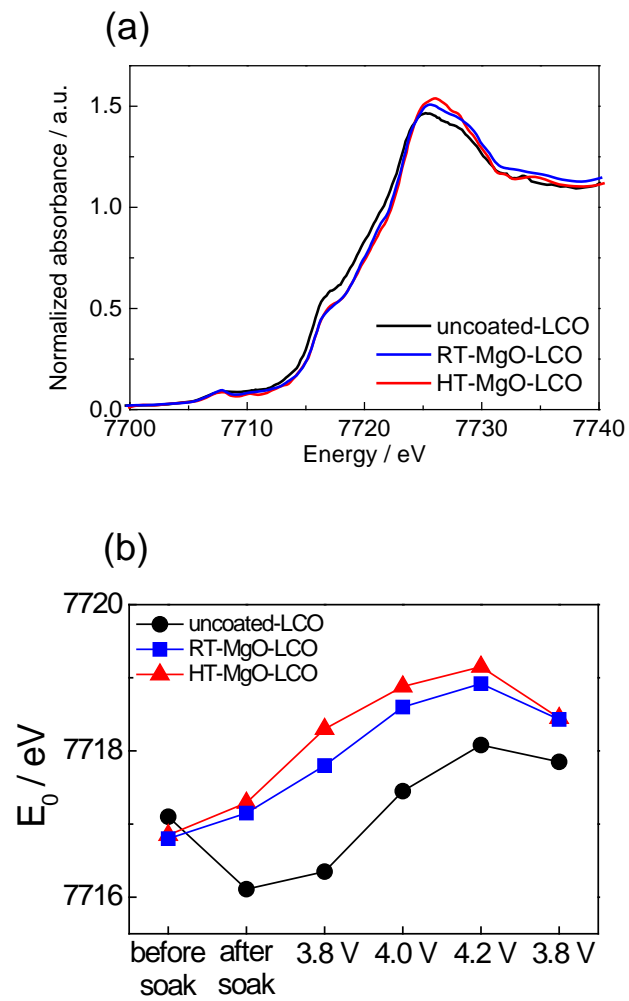 (a)
Normalized absorbance / a.u.
1.5
1.0
0.5
0.0
uncoated-LCO
RT-MgO-LCO
HT-MgO-LCO
7700 7710 7720 7730 7740
Energy / eV
(b)
E0 / eV
7720
7718
7716
uncoated-LCO
RT-MgO-LCO
HT-MgO-LCO
before after 3.8 V 4.0 V 4.2 V 3.8 V
soak soak